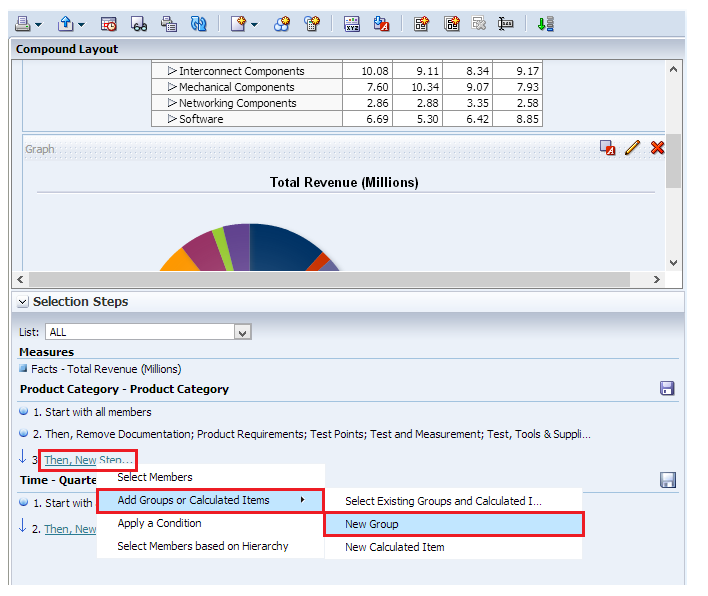 XYZ
Compound Layout
Interconnect Components 10.08 9.11 8.34 9.17
Mechanical Components 7.60 10.34 9.07 7.93
Networking Components 2.86 2.88 3.35 2.58
Software 6.69 5.30 6.42 8.85
Graph
Total Revenue (Millions)
Selection Steps
List: ALL
Measures
Facts - Total Revenue (Millions)
Product Category - Product Category
1. Start with all members
2. Then, Remove Documentation; Product Requirements; Test Points; Test and Measurement; Test, Tools & Suppli...
3. Then, New Step...
Select Members
Time - Quarte
Add Groups or Calculated Items
Select Existing Groups and Calculated I...
1. Start with
Apply a Condition
New Group
2. Then, New
Select Members based on Hierarchy
New Calculated Item